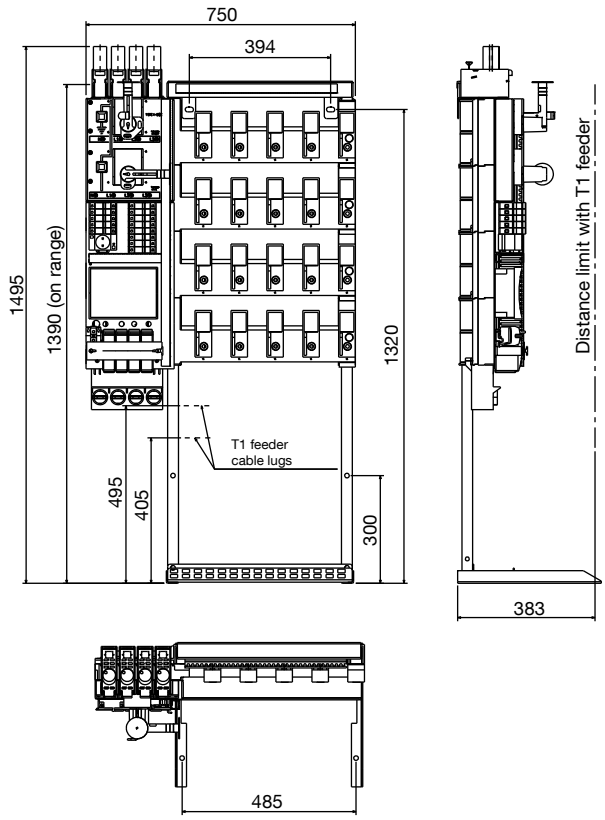 750
394
1495
1390 (on range)
1320
Distance limit with T1 feeder
T1 feeder
cable lugs
495
405
300
383
485